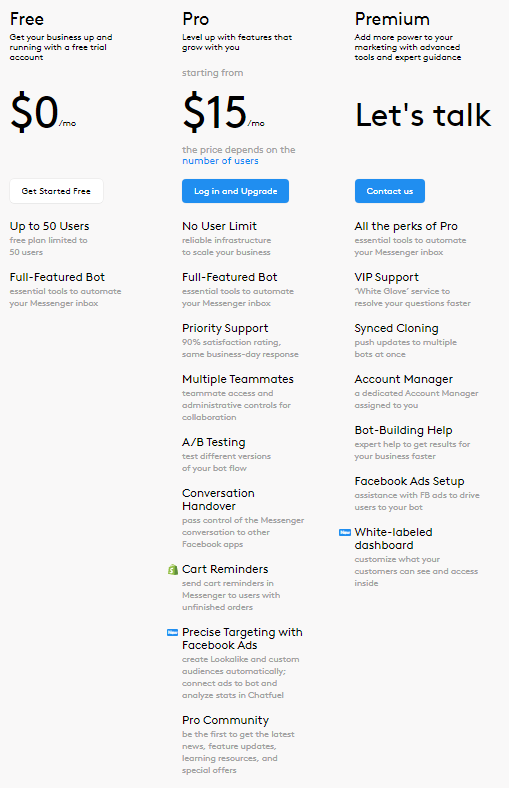 Free
Get your business up and
running with a free trial
account
$0/mo
Get Started Free
Up to 50 Users
free plan limited to
50 users
Full-Featured Bot
essential tools to automate
your Messenger inbox
Pro
Level up with features that
grow with you
starting from
$15/mo
the price depends on the
number of users
Log in and Upgrade
No User Limit
reliable infrastructure
to scale your business
Full-Featured Bot
essential tools to automate
your Messenger inbox
Priority Support
90% satisfaction rating,
same business-day response
Multiple Teammates
teammate access and
administrative controls for
collaboration
A/B Testing
test different versions
of your bot flow
Conversation
Handover
pass control of the Messenger
conversation to other
Facebook apps
Cart Reminders
send cart reminders in
Messenger to users with
unfinished orders
Precise Targeting with
Facebook Ads
create Lookalike and custom
audiences automatically;
connect ads to bot and
analyze stats in Chatfuel
Pro Community
be the first to get the latest
news, feature updates,
learning resources, and
special offers
Premium
Add more power to your
marketing with advanced
tools and expert guidance
Let's talk
Contact us
All the perks of Pro
essential tools to automate
your Messenger inbox
VIP Support
'White Glove' service to
resolve your questions faster
Synced Cloning
push updates to multiple
bots at once
Account Manager
a dedicated Account Manager
assigned to you
Bot-Building Help
expert help to get results for
your business faster
Facebook Ads Setup
assistance with FB ads to drive
users to your bot
White-labeled
dashboard
customize what your
customers can see and access
inside